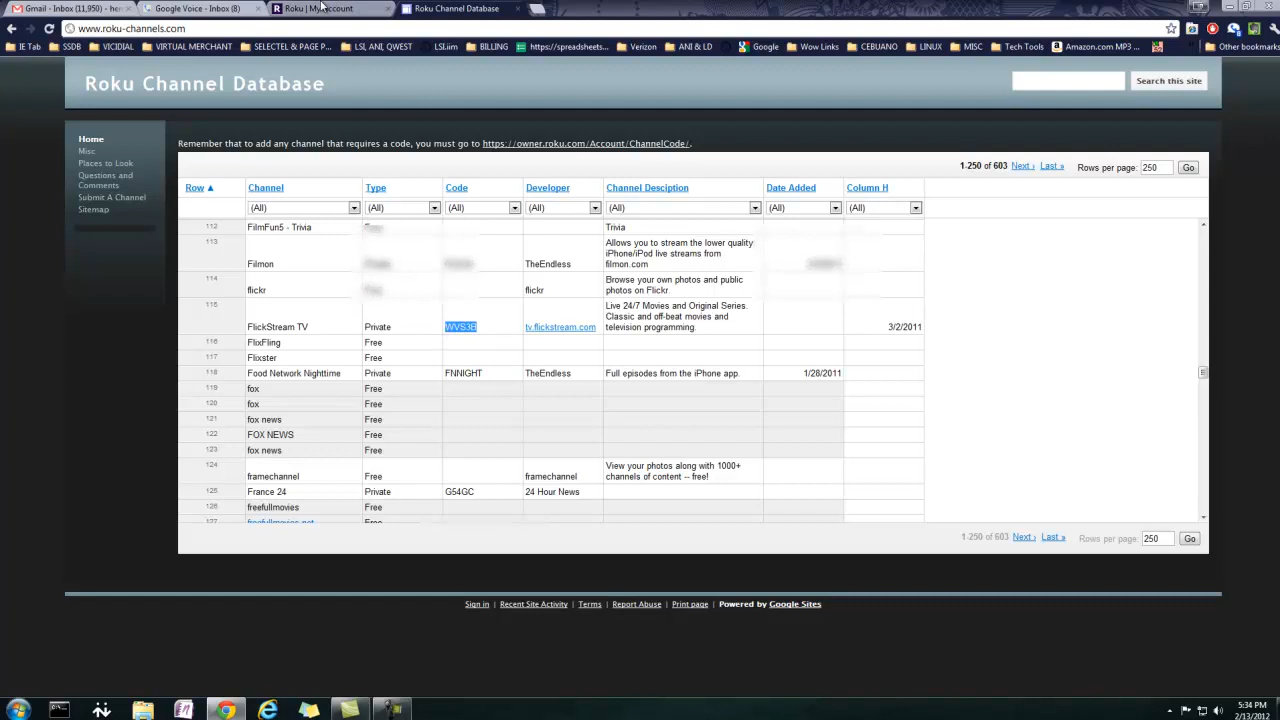 Gmail - Inbox (11,950) - hen
Google Voice - Inbox (8)
Roku | My Account
Roku Channel Database
www.roku-channels.com
IE Tab
SSDB
VICIDIAL
VIRTUAL MERCHANT
SELECTEL & PAGE P...
LSI, ANI, QWEST
LSI.iim
BILLING
https://spreadsheets...
Verizon
ANI & LD
Google
Wow Links
CEBUANO
LINUX
MISC
Tech Tools
Amazon.com MP3 ...
Other bookmarks
Roku Channel Database
Search this site
Home
Misc
Places to Look
Questions and
Comments
Submit A Channel
Sitemap
Remember that to add any channel that requires a code, you must go to https://owner.roku.com/Account/ChannelCode/.
1-250 of 603 Next › Last » Rows per page: 250 Go
Row ▲ Channel Type Code Developer Channel Desciption Date Added Column H
(All) (All) (All) (All) (All) (All) (All)
112 FilmFun5 - Trivia Trivia
113 Allows you to stream the lower quality
iPhone/iPod live streams from
Filmon TheEndless filmon.com
114 Browse your own photos and public
flickr flickr photos on Flickr.
115 Live 24/7 Movies and Original Series.
Classic and off-beat movies and
FlickStream TV Private WVS3B tv.flickstream.com television programming. 3/2/2011
116 FlixFling Free
117 Flixster Free
118 Food Network Nighttime Private FNNIGHT TheEndless Full episodes from the iPhone app. 1/28/2011
119 fox Free
120 fox Free
121 fox news Free
122 FOX NEWS Free
123 fox news Free
124 View your photos along with 1000+
framechannel Free framechannel channels of content -- free!
125 France 24 Private G54GC 24 Hour News
126 freefullmovies Free
127 freefullmovies.net Free
1-250 of 603 Next › Last » Rows per page: 250 Go
Sign in | Recent Site Activity | Terms | Report Abuse | Print page | Powered by Google Sites
5:34 PM
2/13/2012